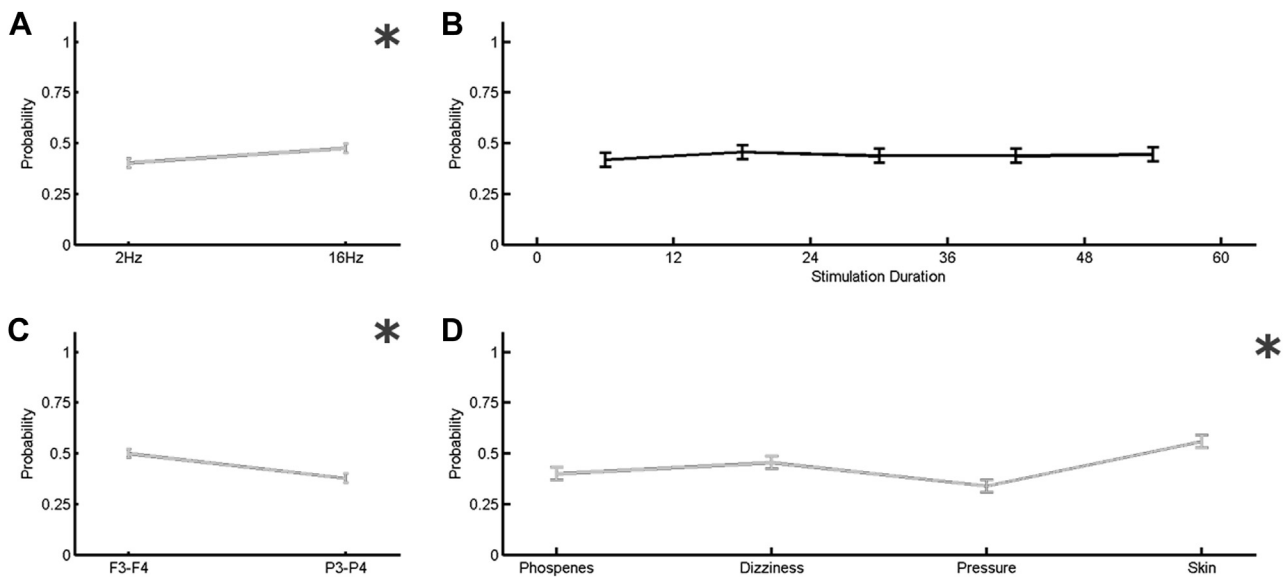 A
*
B
1
0.75
0.5
0.25
0
Probability
2Hz 16Hz
1
0.75
0.5
0.25
0
Probability
0 12 24 36 48 60
Stimulation Duration
C
*
D
*
1
0.75
0.5
0.25
0
Probability
F3-F4 P3-P4
1
0.75
0.5
0.25
0
Probability
Phospenes Dizziness Pressure Skin